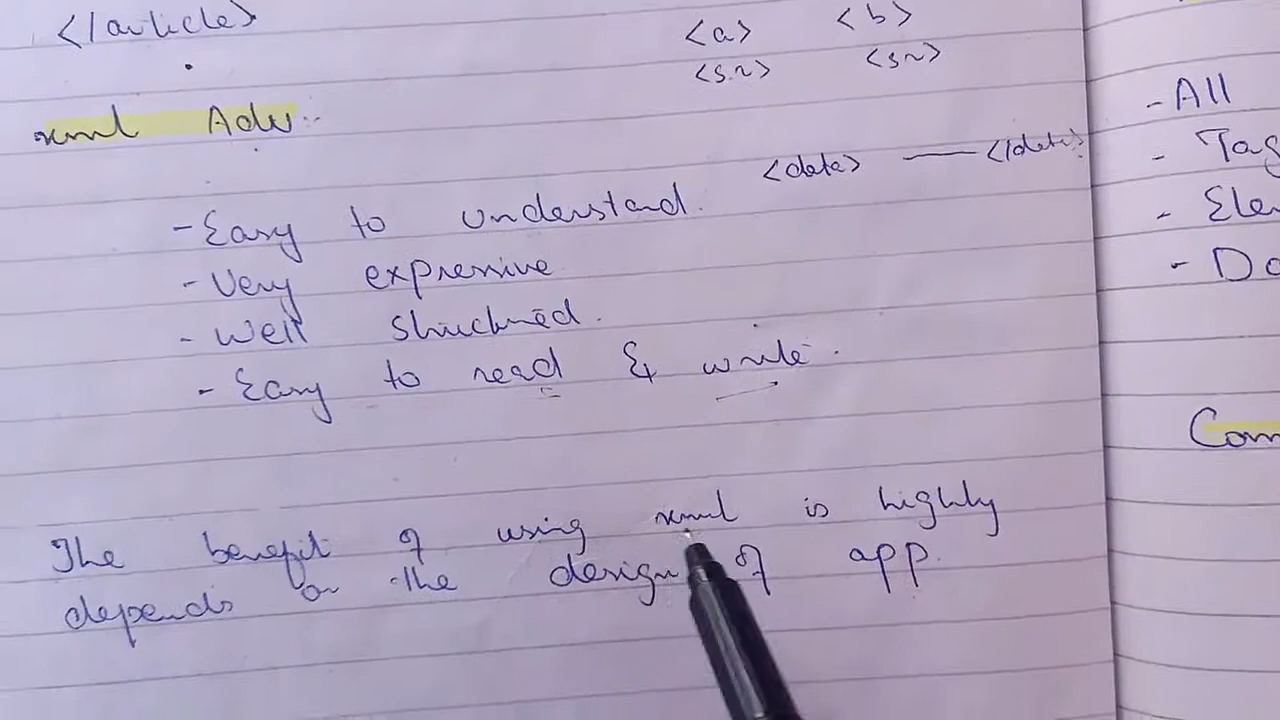 </article>
<a> <b>
<s.n> <sn>
xml Adv:-
<date> —— </date>
- Easy to understand.
- Very expressive
- Well structured.
- Easy to read & write.
The benefit of using xml is highly
depends on the design of app.
- All
- Tag
- Ele
- Do
Com